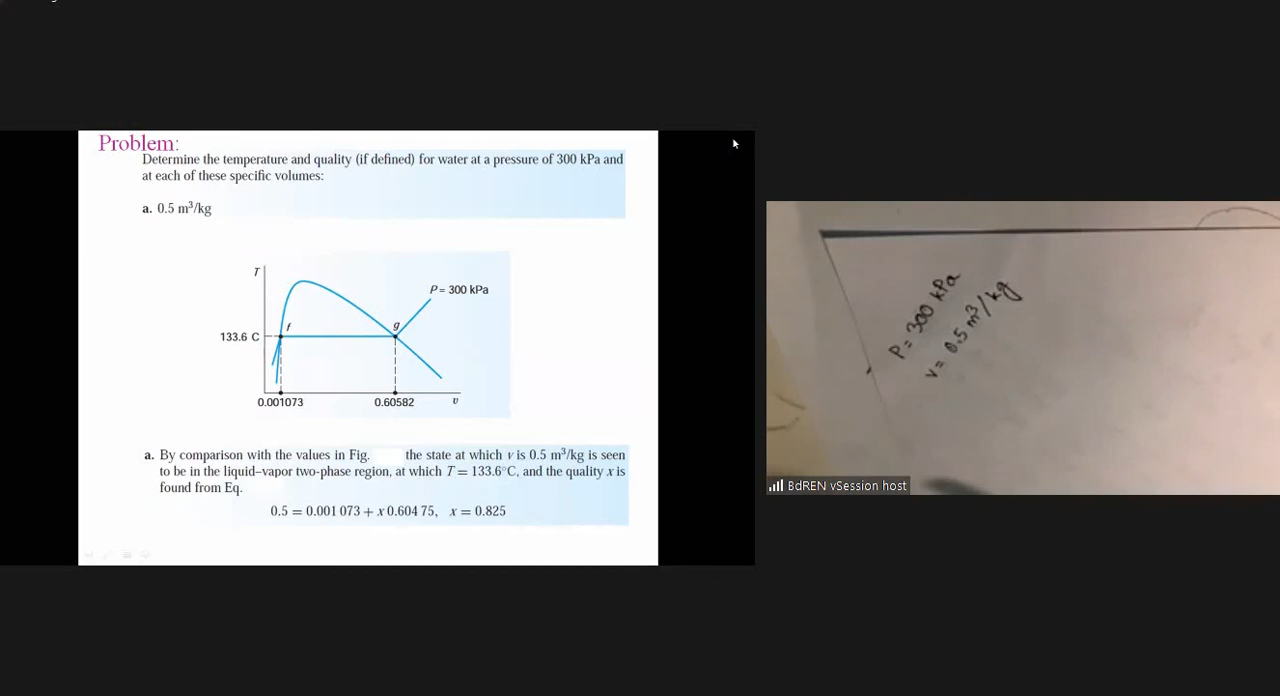 Problem:
Determine the temperature and quality (if defined) for water at a pressure of 300 kPa and
at each of these specific volumes:
a. 0.5 m³/kg
T
P = 300 kPa
f
g
133.6 C
0.001073
0.60582
v
a. By comparison with the values in Fig. the state at which v is 0.5 m³/kg is seen
to be in the liquid–vapor two-phase region, at which T = 133.6°C, and the quality x is
found from Eq.
0.5 = 0.001 073 + x 0.604 75, x = 0.825
P = 300 kPa
v = 0.5 m³/kg
BdREN vSession host